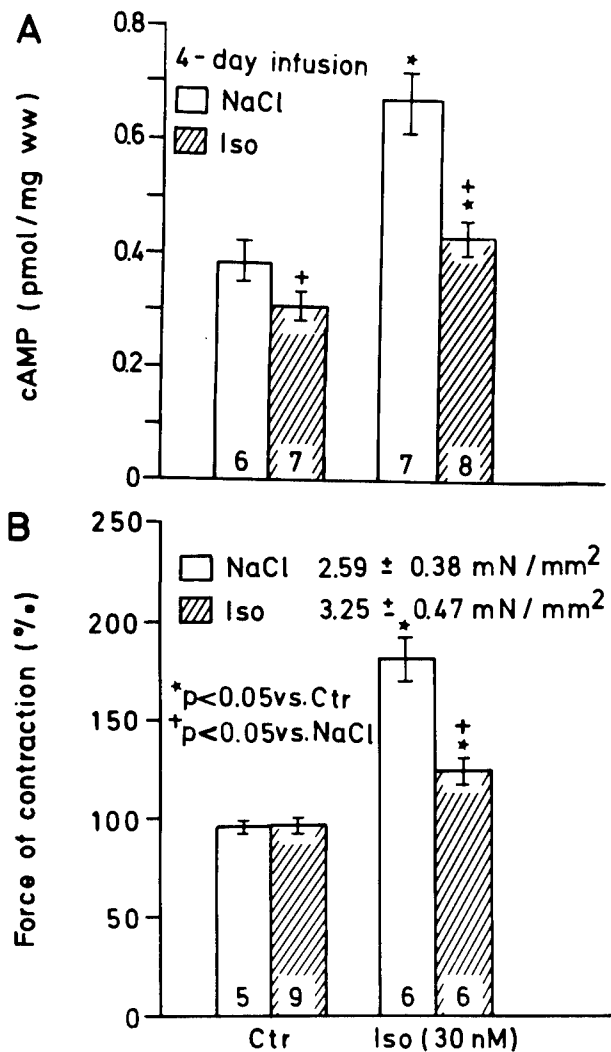 A
0.8
0.6
0.4
0.2
0
cAMP (pmol/mg ww)
4-day infusion
NaCl
Iso
+
*
+
*
6 7 7 8
B
250
200
150
100
50
0
Force of contraction (%)
NaCl 2.59 ± 0.38 mN/mm²
Iso 3.25 ± 0.47 mN/mm²
*p<0.05vs.Ctr
+p<0.05vs.NaCl
*
+
*
5 9 6 6
Ctr Iso (30 nM)